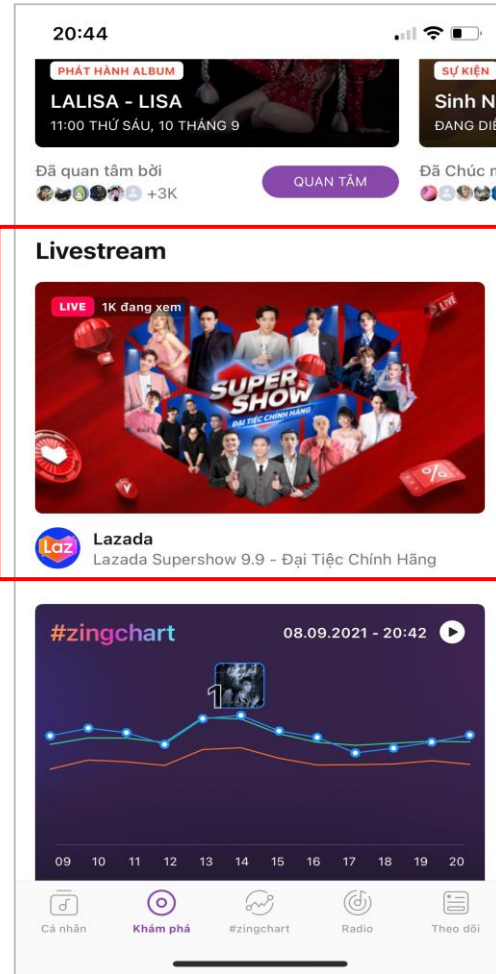 20:44
PHÁT HÀNH ALBUM
LALISA - LISA
11:00 THỨ SÁU, 10 THÁNG 9
SỰ KIỆN
Sinh N
ĐANG DIỄ
Đã quan tâm bởi
+3K
QUAN TÂM
Đã Chúc m
Livestream
LIVE 1K đang xem
LIVE
SUPER
SHOW
ĐẠI TIỆC CHÍNH HÃNG
Laz
Lazada
Lazada Supershow 9.9 - Đại Tiệc Chính Hãng
#zingchart
08.09.2021 - 20:42
1
09 10 11 12 13 14 15 16 17 18 19 20
Cá nhân Khám phá #zingchart Radio Theo dõi